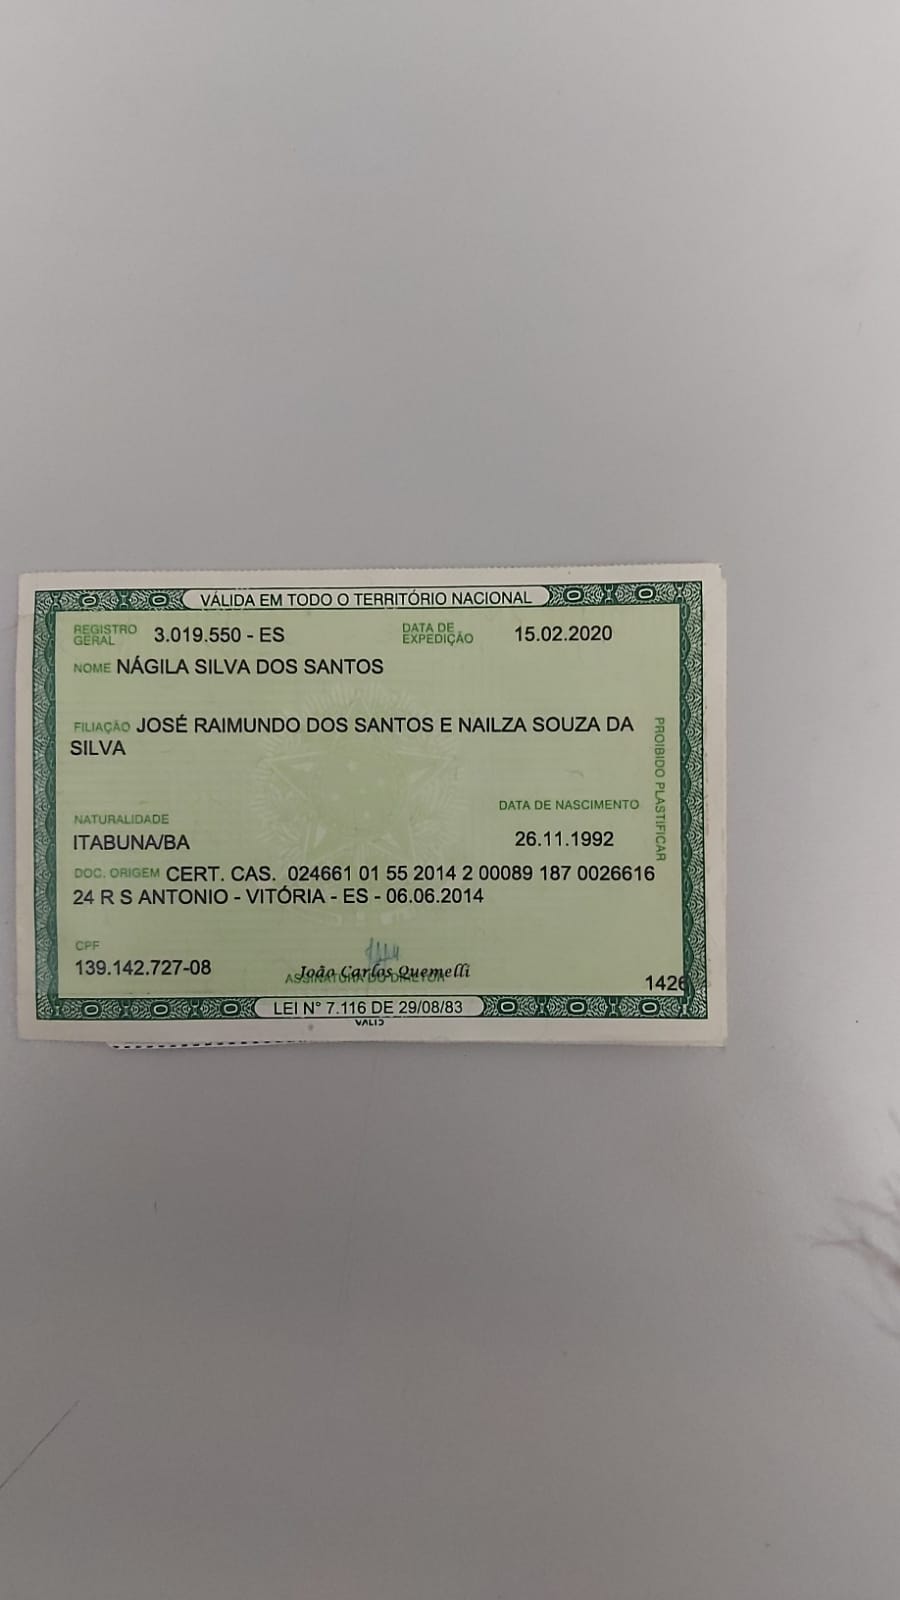 VÁLIDA EM TODO O TERRITÓRIO NACIONAL
REGISTRO GERAL 3.019.550 - ES DATA DE EXPEDIÇÃO 15.02.2020
NOME NÁGILA SILVA DOS SANTOS
FILIAÇÃO JOSÉ RAIMUNDO DOS SANTOS E NAILZA SOUZA DA
SILVA
NATURALIDADE DATA DE NASCIMENTO
ITABUNA/BA 26.11.1992
DOC. ORIGEM CERT. CAS. 024661 01 55 2014 2 00089 187 0026616
24 R S ANTONIO - VITÓRIA - ES - 06.06.2014
CPF
139.142.727-08 João Carlos Quemelli
ASSINATURA DO DIRETOR
1426
LEI N° 7.116 DE 29/08/83
VALID
PROIBIDO PLASTIFICAR